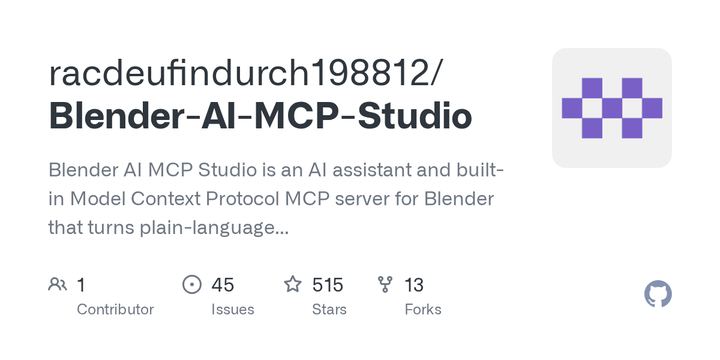 racdeufindurch198812/
Blender-AI-MCP-Studio
Blender AI MCP Studio is an AI assistant and built-
in Model Context Protocol MCP server for Blender
that turns plain-language...
1 45 515 13
Contributor Issues Stars Forks